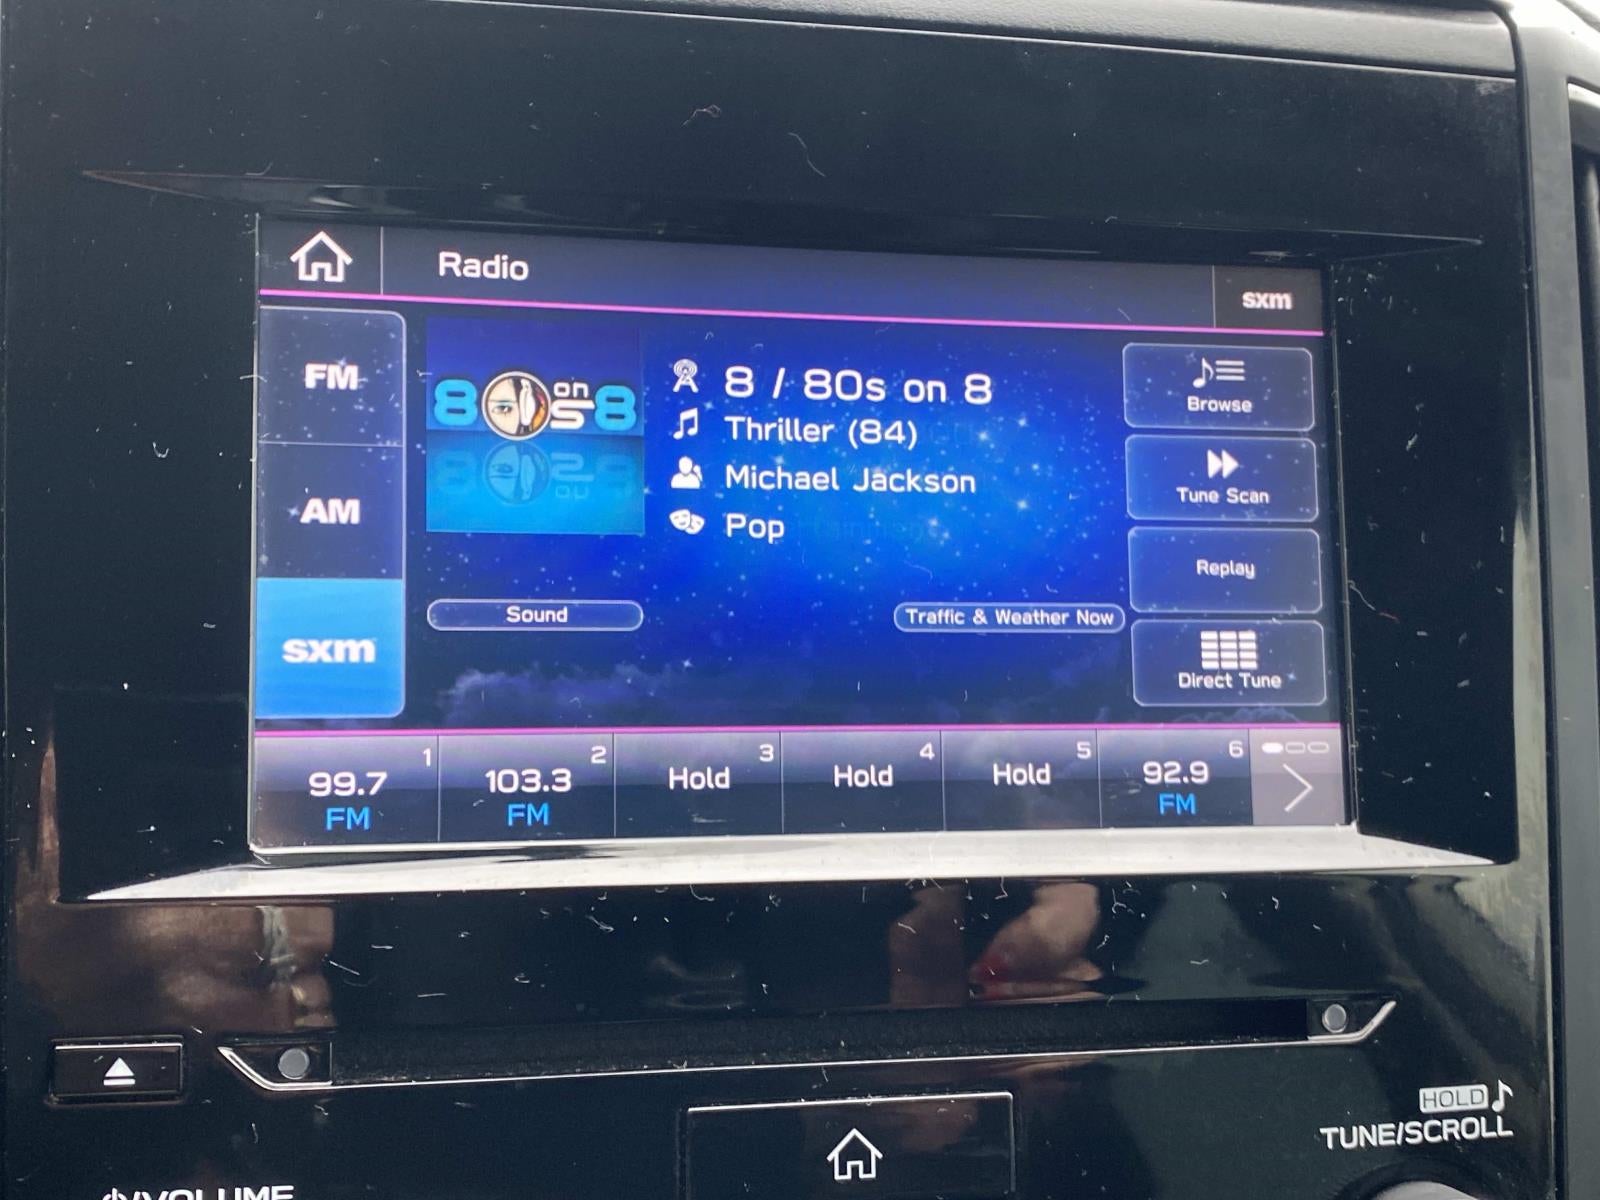 Radio
sxm
FM
AM
sxm
80s on 8
8 / 80s on 8
Thriller (84)
Michael Jackson
Pop
Sound
Traffic & Weather Now
Browse
Tune Scan
Replay
Direct Tune
1
99.7
FM
2
103.3
FM
3
Hold
4
Hold
5
Hold
6
92.9
FM
HOLD
TUNE/SCROLL
VOLUME